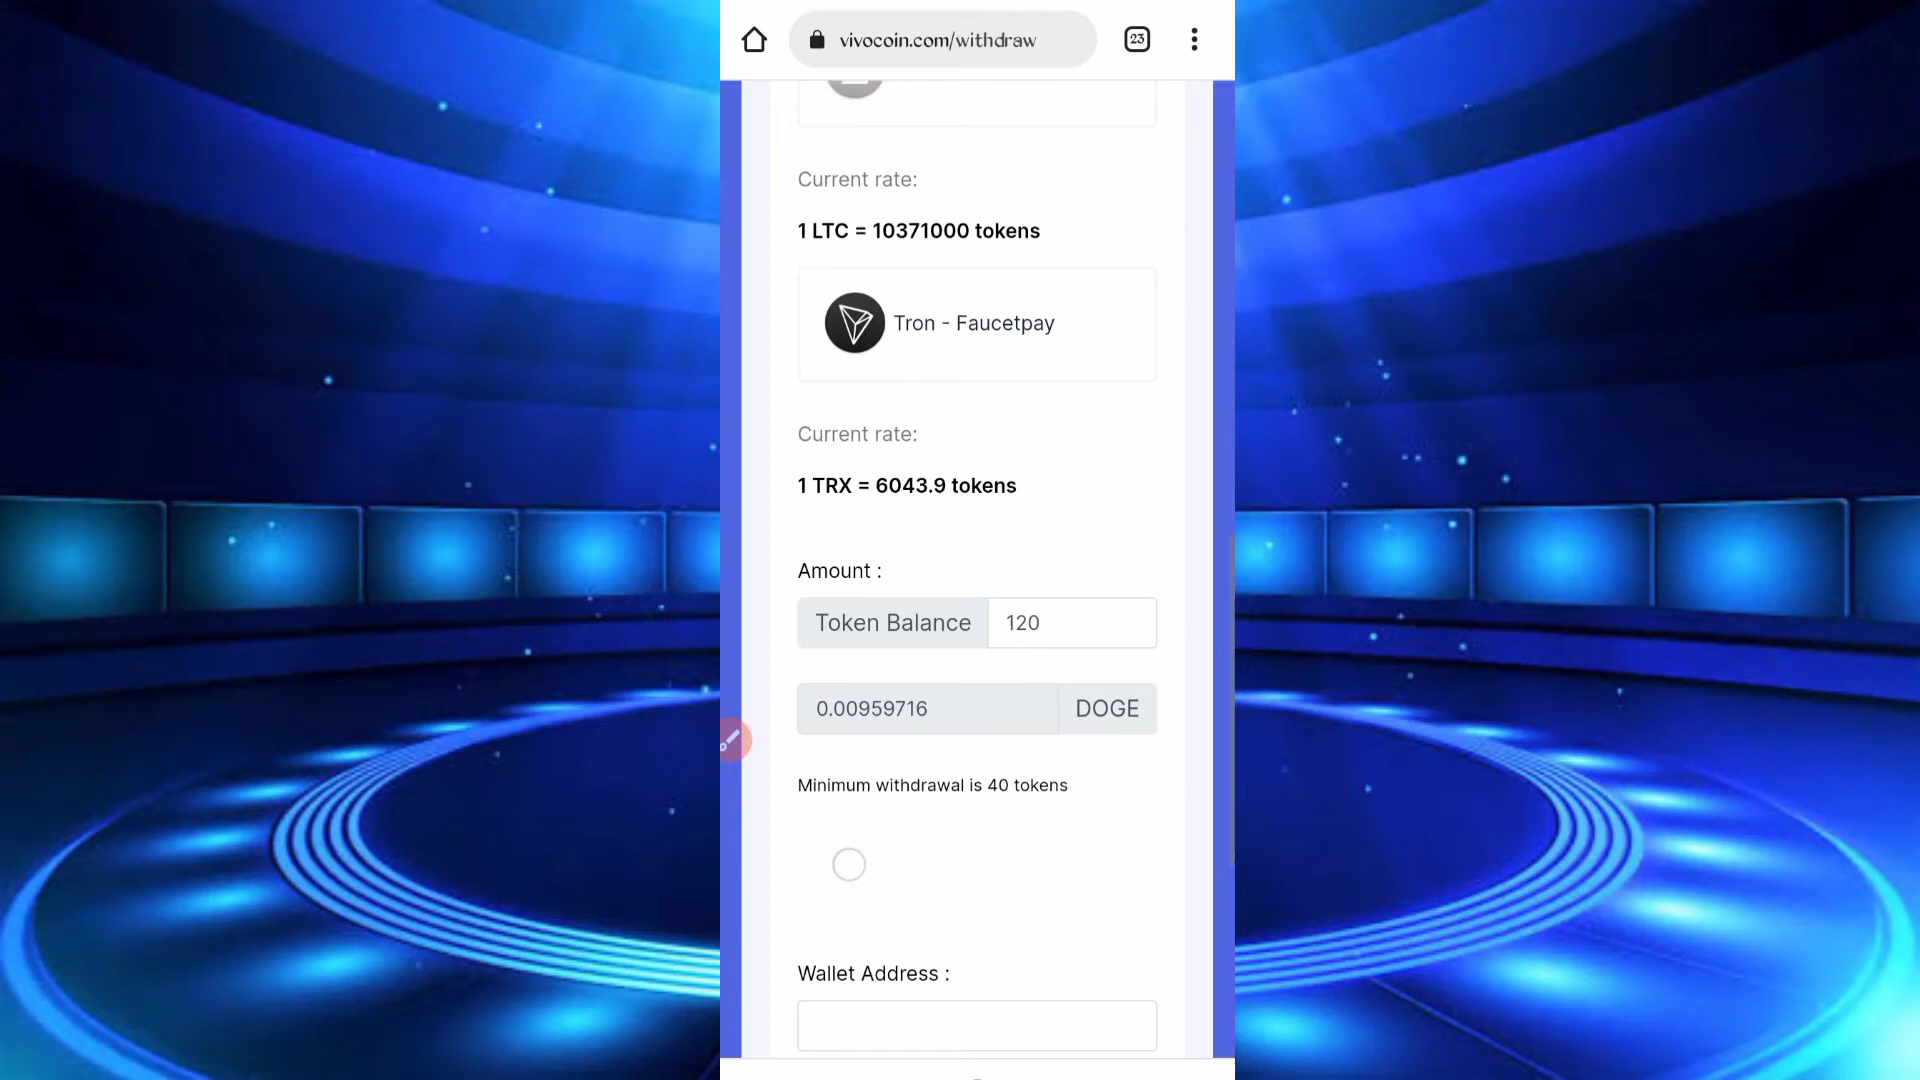 vivocoin.com/withdraw
23
Current rate:
1 LTC = 10371000 tokens
Tron - Faucetpay
Current rate:
1 TRX = 6043.9 tokens
Amount :
Token Balance 120
0.00959716 DOGE
Minimum withdrawal is 40 tokens
Wallet Address :